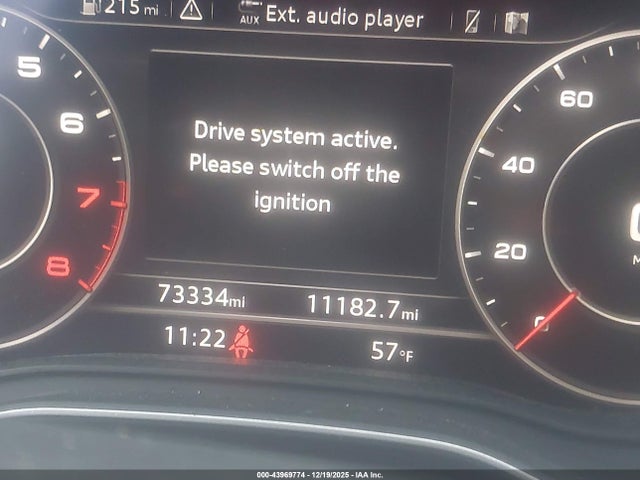 215 mi
AUX Ext. audio player
5
6
7
8
Drive system active.
Please switch off the
ignition
60
40
20
0
73334mi
11182.7mi
11:22
57°F
000-43969774 - 12/19/2025 - IAA Inc.